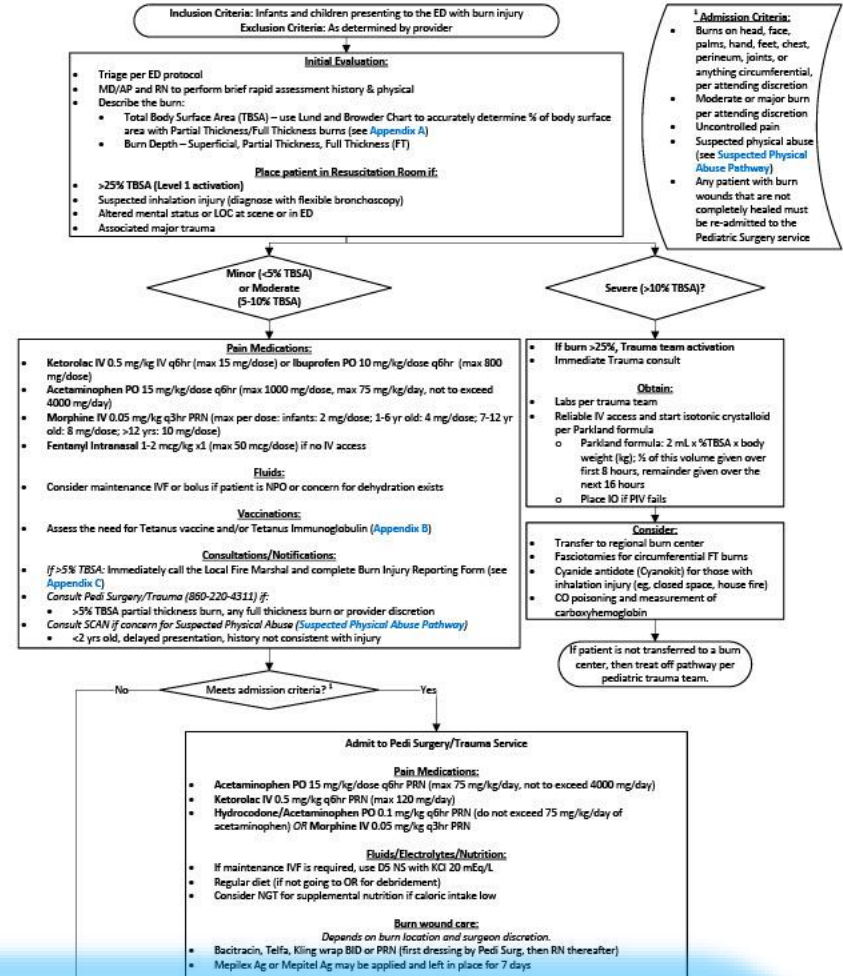 Inclusion Criteria: Infants and children presenting to the ED with burn injury
Exclusion Criteria: As determined by provider
Initial Evaluation:
• Triage per ED protocol
• MD/AP and RN to perform brief rapid assessment history & physical
• Describe the burn:
• Total Body Surface Area (TBSA) – use Lund and Browder Chart to accurately determine % of body surface
area with Partial Thickness/Full Thickness burns (see Appendix A)
• Burn Depth – Superficial, Partial Thickness, Full Thickness (FT)
Place patient in Resuscitation Room if:
• >25% TBSA (Level 1 activation)
• Suspected inhalation injury (diagnose with flexible bronchoscopy)
• Altered mental status or LOC at scene or in ED
• Associated major trauma
1 Admission Criteria:
• Burns on head, face,
palms, hand, feet, chest,
perineum, joints, or
anything circumferential,
per attending discretion
• Moderate or major burn
per attending discretion
• Uncontrolled pain
• Suspected physical abuse
(see Suspected Physical
Abuse Pathway)
• Any patient with burn
wounds that are not
completely healed must
be re-admitted to the
Pediatric Surgery service
Minor (<5% TBSA)
or Moderate
(5-10% TBSA)
Severe (>10% TBSA)?
Pain Medications:
• Ketorolac IV 0.5 mg/kg IV q6hr (max 15 mg/dose) or Ibuprofen PO 10 mg/kg/dose q6hr (max 800
mg/dose)
• Acetaminophen PO 15 mg/kg/dose q6hr (max 1000 mg/dose, max 75 mg/kg/day, not to exceed
4000 mg/day)
• Morphine IV 0.05 mg/kg q3hr PRN (max per dose: infants: 2 mg/dose; 1-6 yr old: 4 mg/dose; 7-12 yr
old: 8 mg/dose; >12 yrs: 10 mg/dose)
• Fentanyl Intranasal 1-2 mcg/kg x1 (max 50 mcg/dose) if no IV access
Fluids:
• Consider maintenance IVF or bolus if patient is NPO or concern for dehydration exists
Vaccinations:
• Assess the need for Tetanus vaccine and/or Tetanus Immunoglobulin (Appendix B)
Consultations/Notifications:
• If >5% TBSA: Immediately call the Local Fire Marshal and complete Burn Injury Reporting Form (see
Appendix C)
• Consult Pedi Surgery/Trauma (860-220-4311) if:
• >5% TBSA partial thickness burn, any full thickness burn or provider discretion
• Consult SCAN if concern for Suspected Physical Abuse (Suspected Physical Abuse Pathway)
• <2 yrs old, delayed presentation, history not consistent with injury
• If burn >25%, Trauma team activation
• Immediate Trauma consult
Obtain:
• Labs per trauma team
• Reliable IV access and start isotonic crystalloid
per Parkland formula
o Parkland formula: 2 mL x %TBSA x body
weight (kg); ½ of this volume given over
first 8 hours, remainder given over the
next 16 hours
o Place IO if PIV fails
Consider:
• Transfer to regional burn center
• Fasciotomies for circumferential FT burns
• Cyanide antidote (Cyanokit) for those with
inhalation injury (eg, closed space, house fire)
• CO poisoning and measurement of
carboxyhemoglobin
If patient is not transferred to a burn
center, then treat off pathway per
pediatric trauma team.
No
Meets admission criteria? 1
Yes
Admit to Pedi Surgery/Trauma Service
Pain Medications:
• Acetaminophen PO 15 mg/kg/dose q6hr PRN (max 75 mg/kg/day, not to exceed 4000 mg/day)
• Ketorolac IV 0.5 mg/kg q6hr PRN (max 120 mg/day)
• Hydrocodone/Acetaminophen PO 0.1 mg/kg q6hr PRN (do not exceed 75 mg/kg/day of
acetaminophen) OR Morphine IV 0.05 mg/kg q3hr PRN
Fluids/Electrolytes/Nutrition:
• If maintenance IVF is required, use D5 NS with KCl 20 mEq/L
• Regular diet (if not going to OR for debridement)
• Consider NGT for supplemental nutrition if caloric intake low
Burn wound care:
Depends on burn location and surgeon discretion.
• Bacitracin, Telfa, Kling wrap BID or PRN (first dressing by Pedi Surg, then RN thereafter)
• Mepilex Ag or Mepitel Ag may be applied and left in place for 7 days